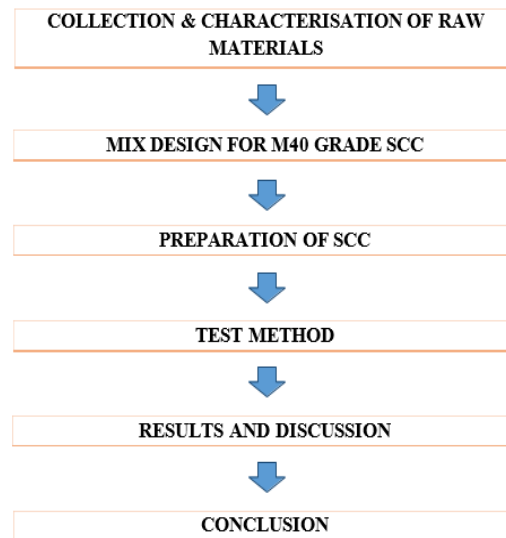 COLLECTION & CHARACTERISATION OF RAW
MATERIALS
MIX DESIGN FOR M40 GRADE SCC
PREPARATION OF SCC
TEST METHOD
RESULTS AND DISCUSSION
CONCLUSION